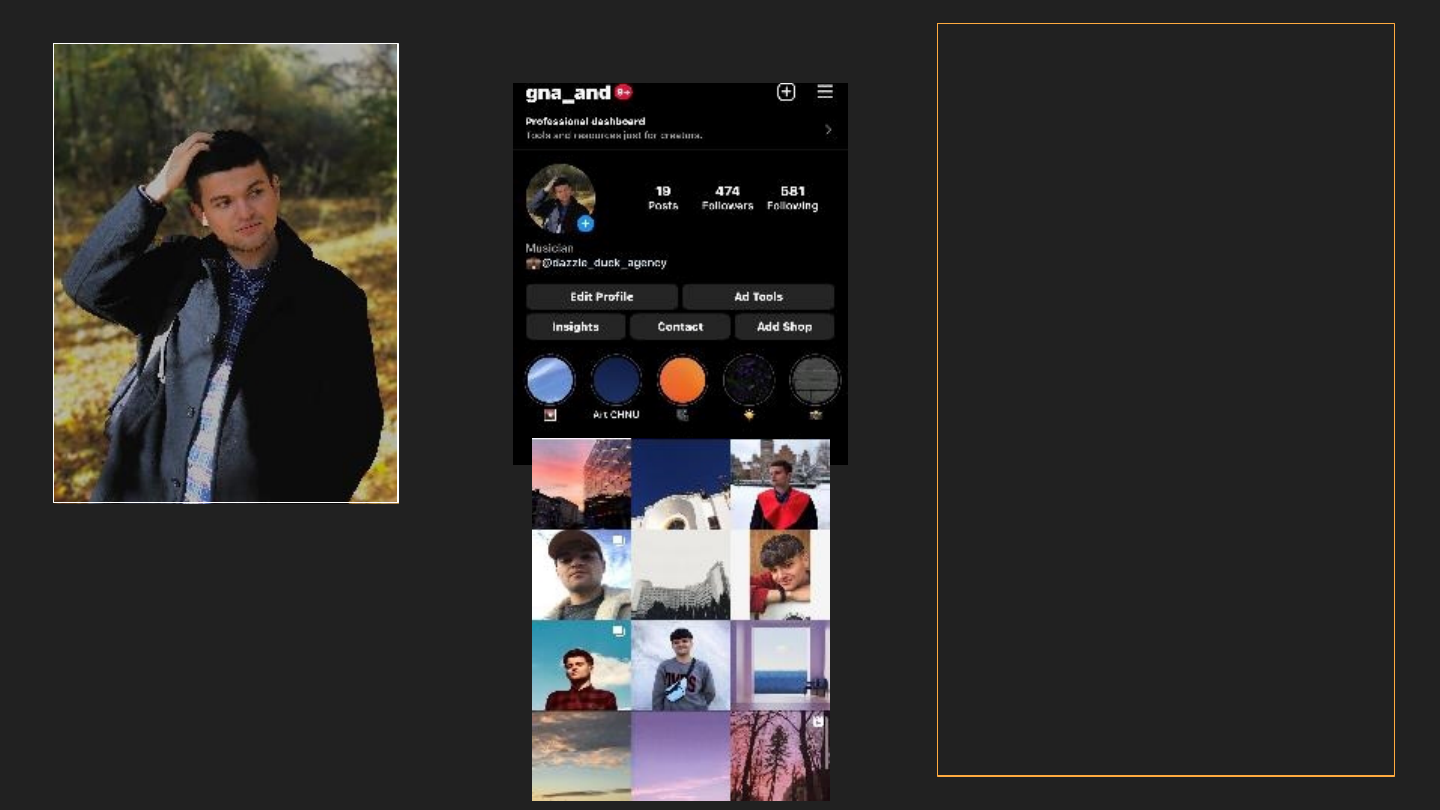 gna_and 9+
Professional dashboard
Tools and resources just for creators.
19 474 581
Posts Followers Following
Musician
@dazzle_duck_agency
Edit Profile Ad Tools
Insights Contact Add Shop
Art CHNU